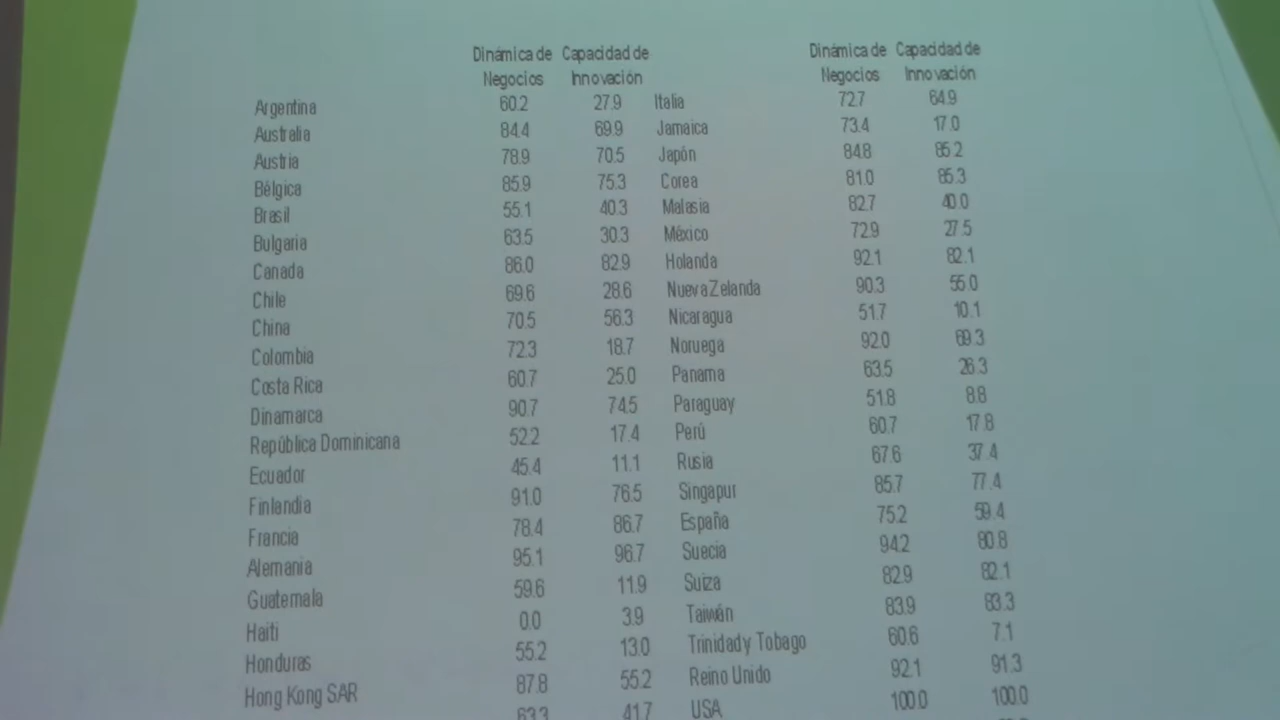 Dinámica de Negocios Capacidad de Innovación Dinámica de Negocios Capacidad de Innovación
Argentina 60.2 27.9 Italia 72.7 64.9
Australia 84.4 69.9 Jamaica 73.4 17.0
Austria 78.9 70.5 Japón 84.8 85.2
Bélgica 85.9 75.3 Corea 81.0 85.3
Brasil 55.1 40.3 Malasia 82.7 40.0
Bulgaria 63.5 30.3 México 72.9 27.5
Canada 86.0 82.9 Holanda 92.1 82.1
Chile 69.6 28.6 Nueva Zelanda 90.3 55.0
China 70.5 56.3 Nicaragua 51.7 10.1
Colombia 72.3 18.7 Noruega 92.0 69.3
Costa Rica 60.7 25.0 Panama 63.5 26.3
Dinamarca 90.7 74.5 Paraguay 51.8 8.8
República Dominicana 52.2 17.4 Perú 60.7 17.8
Ecuador 45.4 11.1 Rusia 67.6 37.4
Finlandia 91.0 76.5 Singapur 85.7 77.4
Francia 78.4 86.7 España 75.2 59.4
Alemania 95.1 96.7 Suecia 94.2 80.8
Guatemala 59.6 11.9 Suiza 82.9 82.1
Haiti 0.0 3.9 Taiwán 83.9 83.3
Honduras 55.2 13.0 Trinidad y Tobago 60.6 7.1
Hong Kong SAR 87.8 55.2 Reino Unido 92.1 91.3
63.3 41.7 USA 100.0 100.0